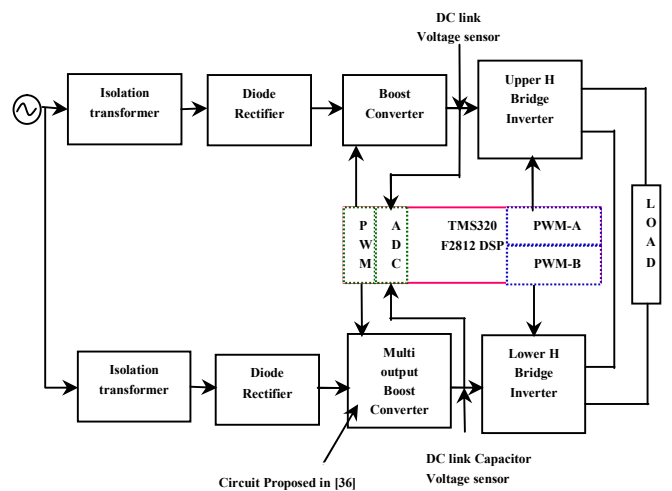 DC link
Voltage sensor
Isolation
transformer
Diode
Rectifier
Boost
Converter
Upper H
Bridge
Inverter
P
W
M
A
D
C
TMS320
F2812 DSP
PWM-A
PWM-B
L
O
A
D
Isolation
transformer
Diode
Rectifier
Multi
output
Boost
Converter
Lower H
Bridge
Inverter
DC link Capacitor
Voltage sensor
Circuit Proposed in [36]